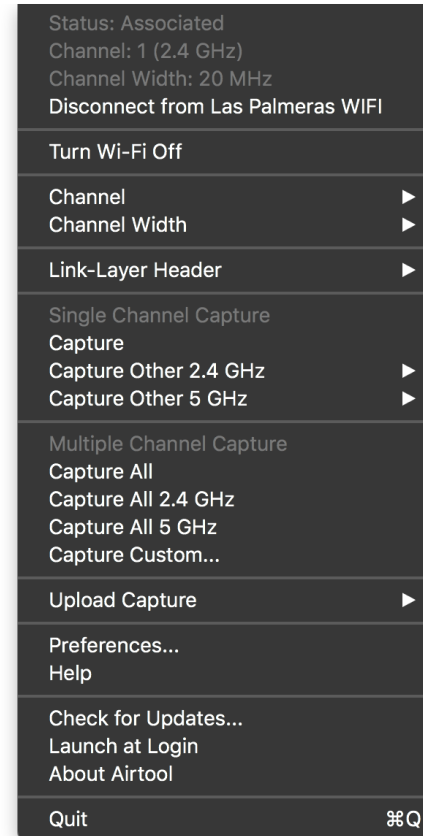 Status: Associated
Channel: 1 (2.4 GHz)
Channel Width: 20 MHz
Disconnect from Las Palmeras WIFI
Turn Wi-Fi Off
Channel ▶
Channel Width ▶
Link-Layer Header ▶
Single Channel Capture
Capture
Capture Other 2.4 GHz ▶
Capture Other 5 GHz ▶
Multiple Channel Capture
Capture All
Capture All 2.4 GHz
Capture All 5 GHz
Capture Custom...
Upload Capture ▶
Preferences...
Help
Check for Updates...
Launch at Login
About Airtool
Quit ⌘Q